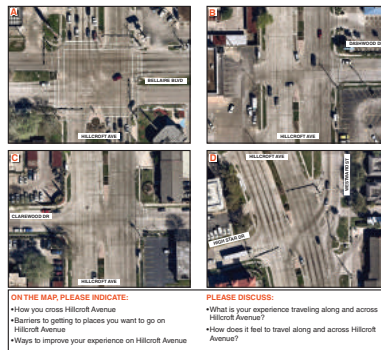 A
BELLAIRE BLVD
HILLCROFT AVE
B
DASHWOOD D
HILLCROFT AVE
C
CLAREWOOD DR
HILLCROFT AVE
D
HILLCROFT AVE
WESTWARD ST
HIGH STAR DR
ON THE MAP, PLEASE INDICATE:
•How you cross Hillcroft Avenue
•Barriers to getting to places you want to go on
Hillcroft Avenue
•Ways to improve your experience on Hillcroft Avenue
PLEASE DISCUSS:
•What is your experience traveling along and across
Hillcroft Avenue?
•How does it feel to travel along and across Hillcroft
Avenue?